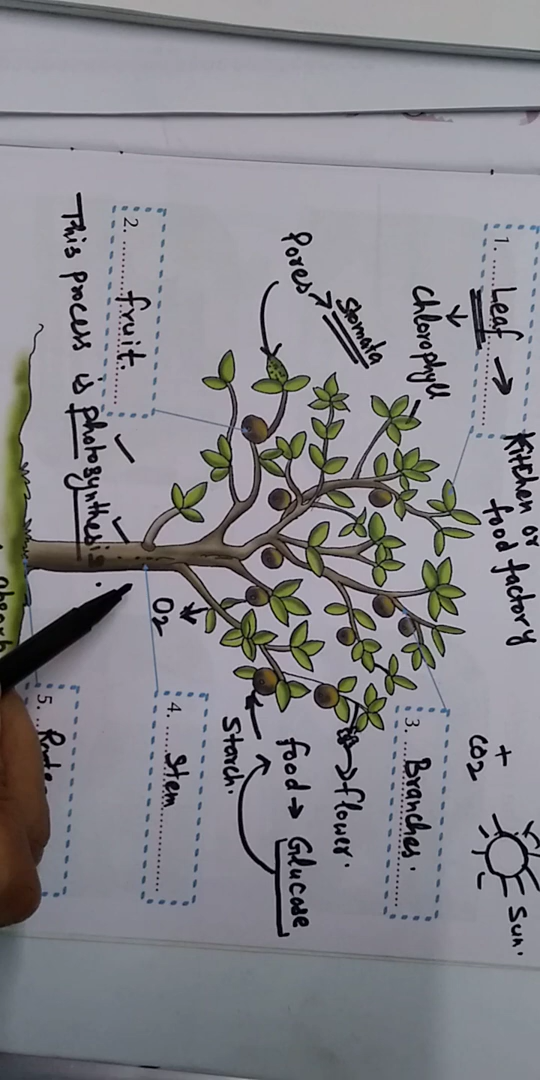 1. Leaf → Kitchen or
food factory
chlorophyll
+
CO2
Sun.
Stomata
Pores
3. Branches.
flower.
food → Glucose
Starch.
2. fruit.
O2
4. Stem
This process is photosynthesis.
5.